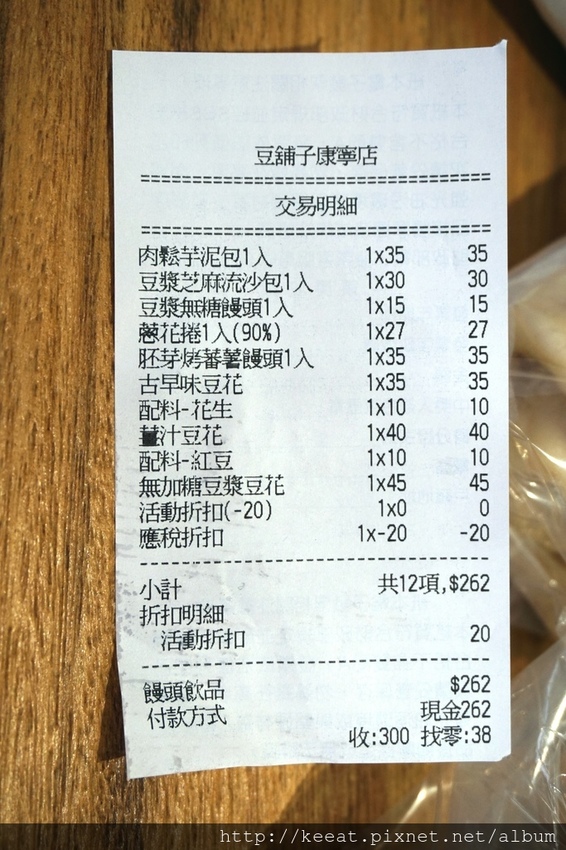 豆舖子康寧店
交易明細
肉鬆芋泥包1入 1x35 35
豆漿芝麻流沙包1入 1x30 30
豆漿無糖饅頭1入 1x15 15
蔥花捲1入(90%) 1x27 27
胚芽烤蕃薯饅頭1入 1x35 35
古早味豆花 1x35 35
配料-花生 1x10 10
薑汁豆花 1x40 40
配料-紅豆 1x10 10
無加糖豆漿豆花 1x45 45
活動折扣(-20) 1x0 0
應稅折扣 1x-20 -20
小計 共12項,$262
折扣明細
活動折扣 20
饅頭飲品 $262
付款方式 現金262
收:300 找零:38
http://keeat.pixnet.net/album